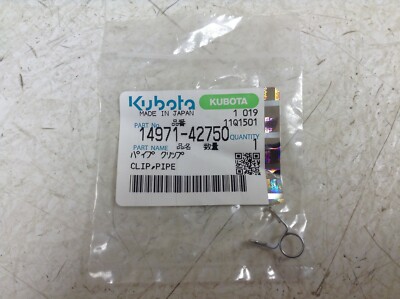 Kubota KUBOTA
MADE IN JAPAN 1 019
PART No. 品番 1101501
14971-42750 QUANTITY
PART NAME 品名 数量 1
パイプ クリップ
CLIP,PIPE